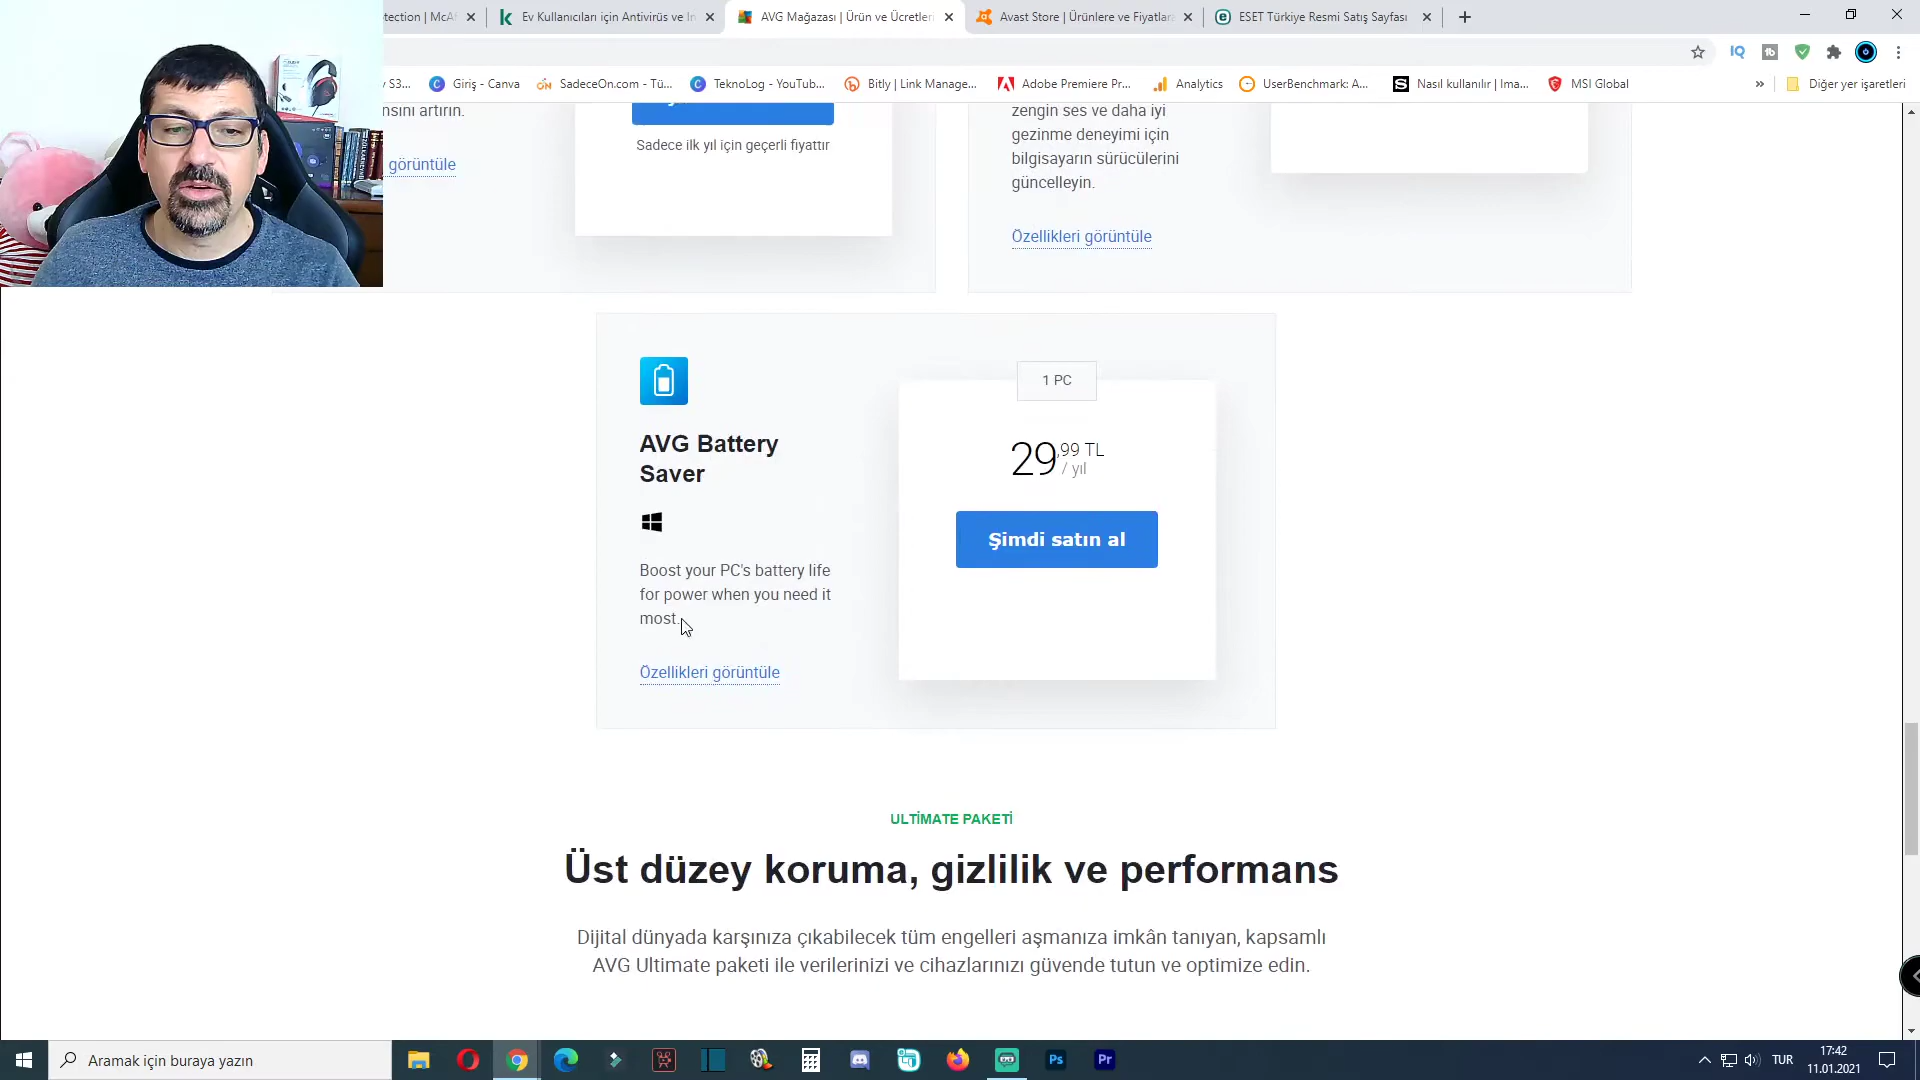 tection | McAf
Ev Kullanıcıları için Antivirüs ve In
AVG Mağazası | Ürün ve Ücretleri
Avast Store | Ürünlere ve Fiyatlara
ESET Türkiye Resmi Satış Sayfası
y S3...
Giriş - Canva
SadeceOn.com - Tü...
TeknoLog - YouTub...
Bitly | Link Manage...
Adobe Premiere Pr...
Analytics
UserBenchmark: A...
Nasıl kullanılır | Ima...
MSI Global
Diğer yer işaretleri
nsını artırın.
görüntüle
Sadece ilk yıl için geçerli fiyattır
zengin ses ve daha iyi
gezinme deneyimi için
bilgisayarın sürücülerini
güncelleyin.
Özellikleri görüntüle
AVG Battery
Saver
Boost your PC's battery life
for power when you need it
most.
Özellikleri görüntüle
1 PC
29,99 TL
/ yıl
Şimdi satın al
ULTİMATE PAKETİ
Üst düzey koruma, gizlilik ve performans
Dijital dünyada karşınıza çıkabilecek tüm engelleri aşmanıza imkân tanıyan, kapsamlı
AVG Ultimate paketi ile verilerinizi ve cihazlarınızı güvende tutun ve optimize edin.
Aramak için buraya yazın
Ps
Pr
TUR
17:42
11.01.2021